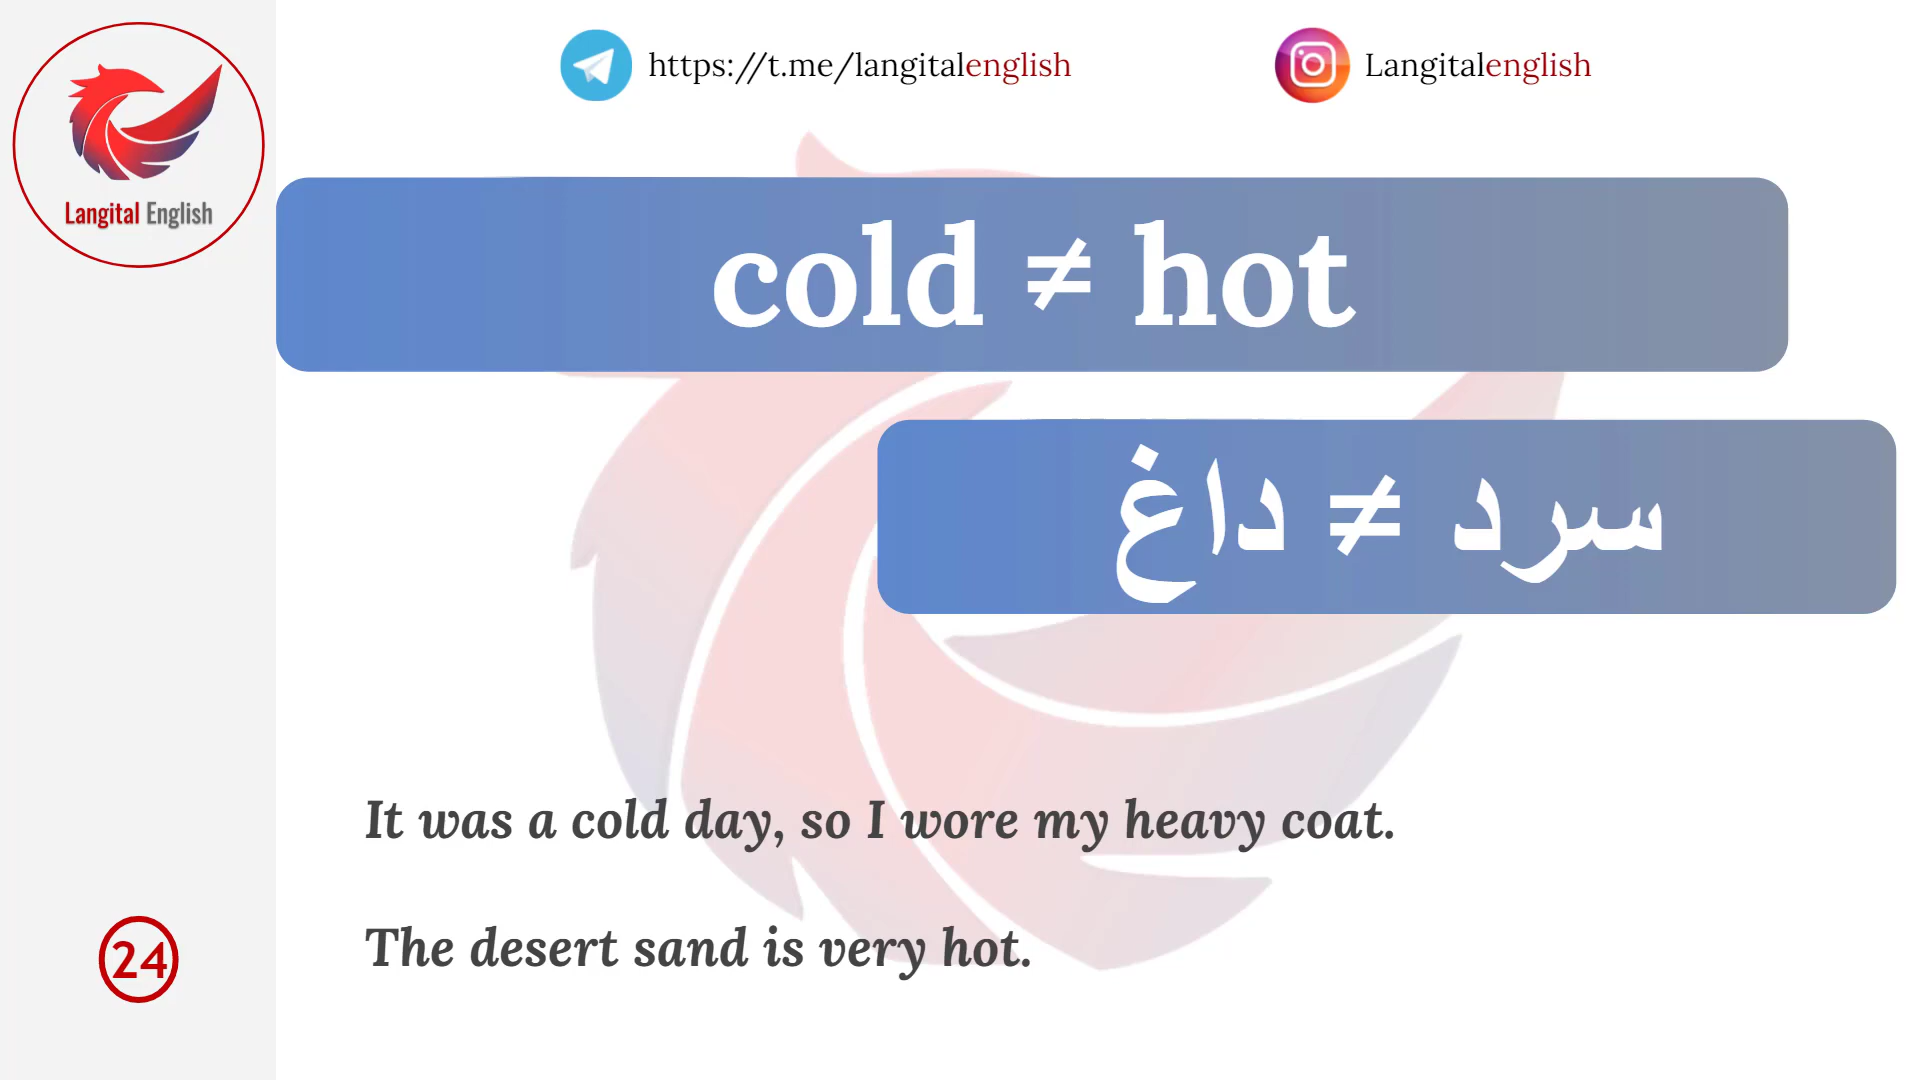 Langital English
https://t.me/langitalenglish
Langitalenglish
cold ≠ hot
سرد ≠ داغ
It was a cold day, so I wore my heavy coat.
The desert sand is very hot.
24